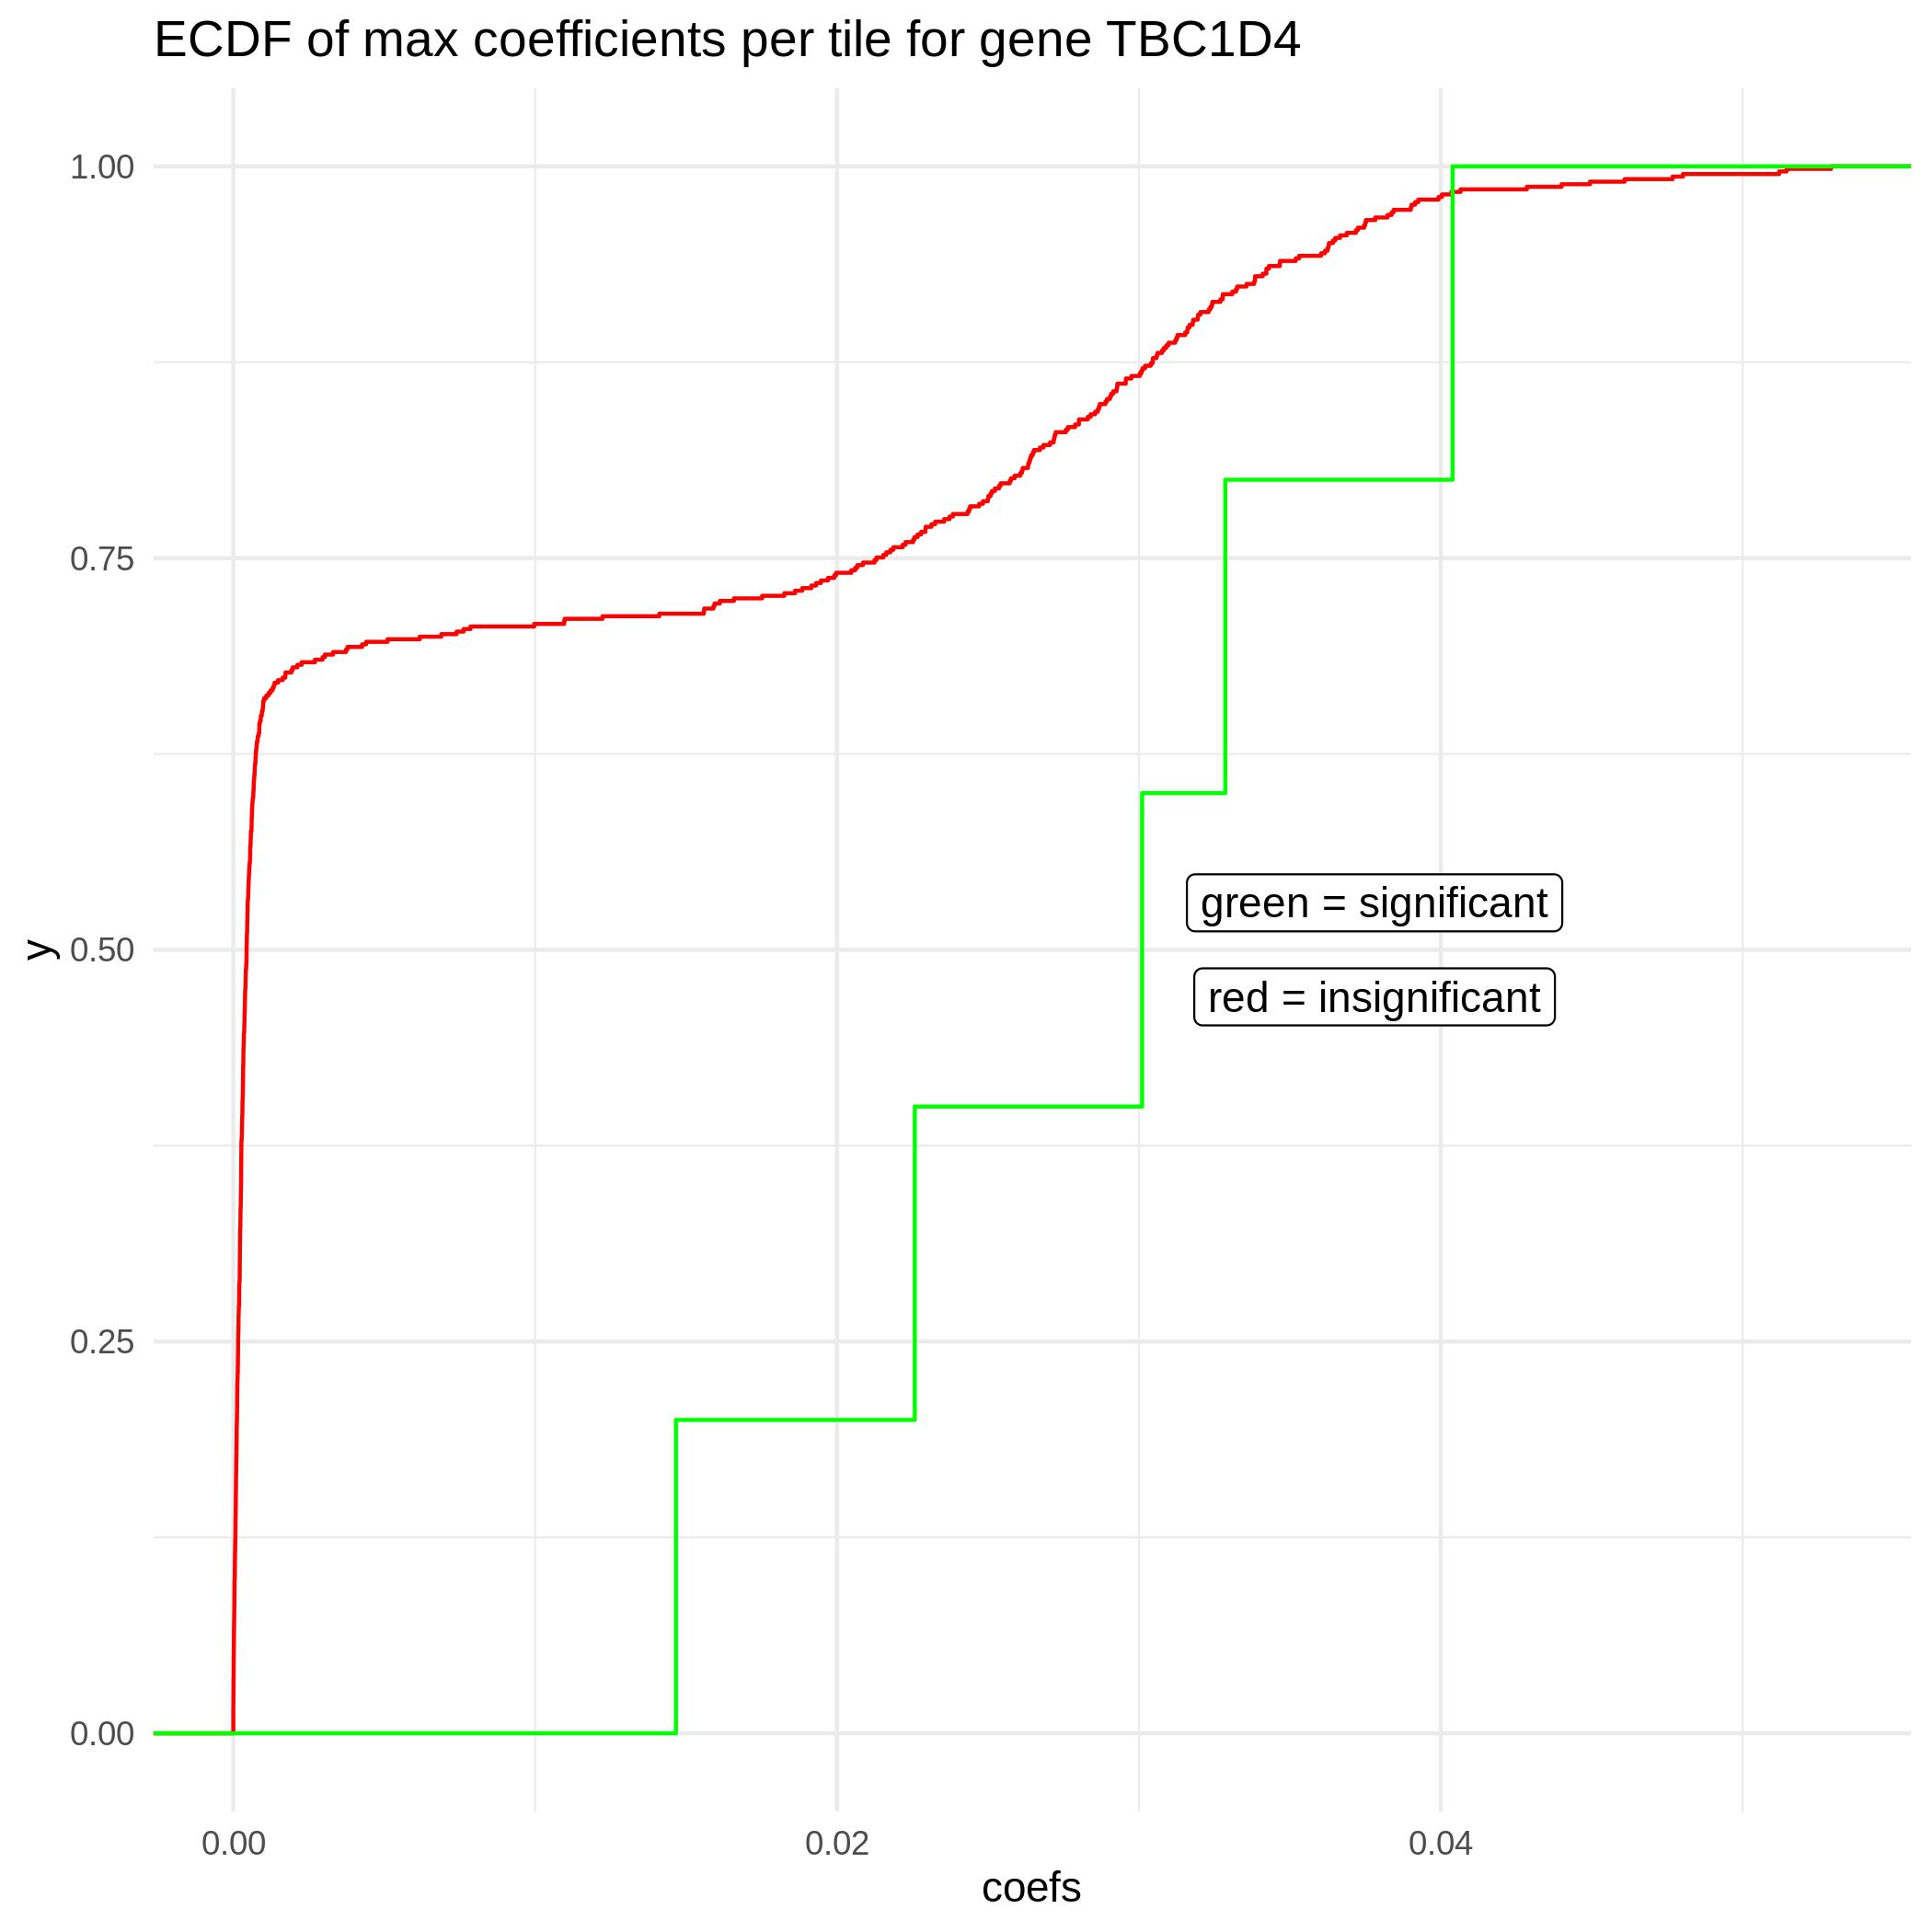 ECDF of max coefficients per tile for gene TBC1D4
1.00
0.75
0.50
0.25
0.00
y
green = significant
red = insignificant
0.00
0.02
0.04
coefs